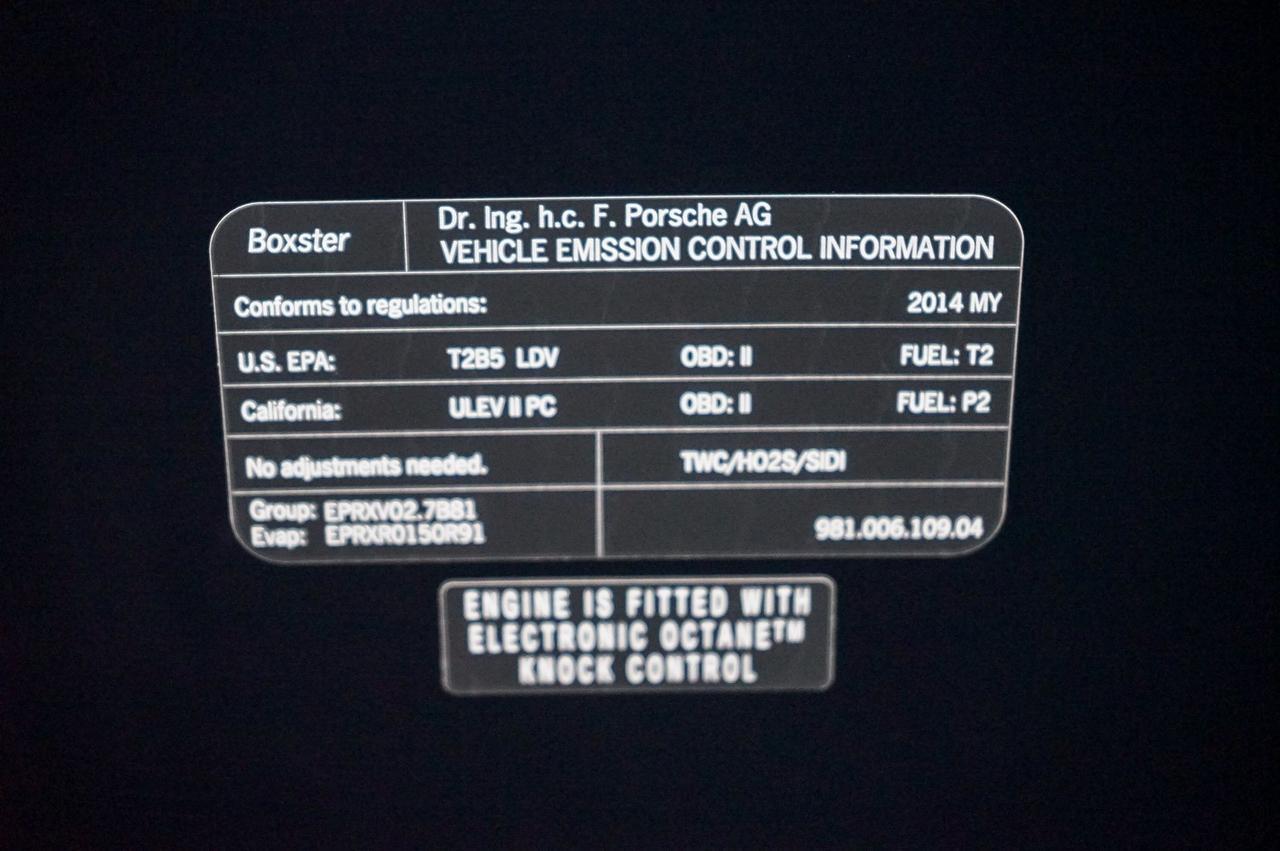 Boxster
Dr. Ing. h.c. F. Porsche AG
VEHICLE EMISSION CONTROL INFORMATION
Conforms to regulations: 2014 MY
U.S. EPA: T2B5 LDV OBD: II FUEL: T2
California: ULEV II PC OBD: II FUEL: P2
No adjustments needed. TWC/HO2S/SIDI
Group: EPRXV02.7B81
Evap: EPRXR0150R91
981.006.109.04
ENGINE IS FITTED WITH
ELECTRONIC OCTANE™
KNOCK CONTROL